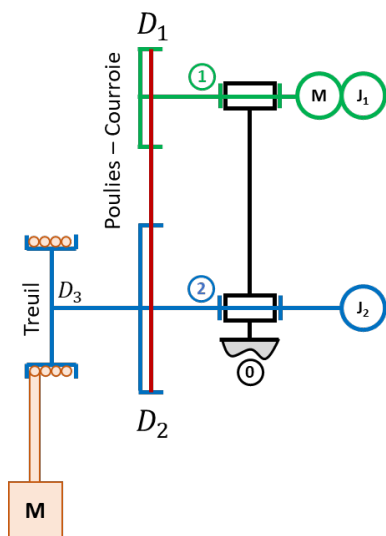 D₁
1
M
J₁
Poulies – Courroie
Treuil
D₃
2
J₂
0
D₂
M